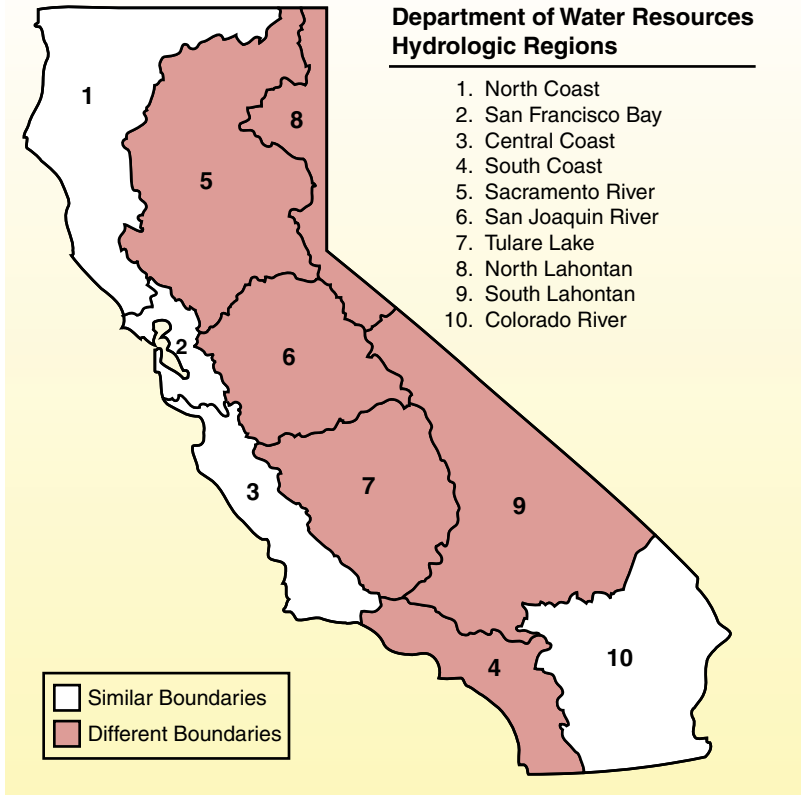 Department of Water Resources
Hydrologic Regions
1. North Coast
2. San Francisco Bay
3. Central Coast
4. South Coast
5. Sacramento River
6. San Joaquin River
7. Tulare Lake
8. North Lahontan
9. South Lahontan
10. Colorado River
1
8
5
2
6
3
7
9
4
10
Similar Boundaries
Different Boundaries